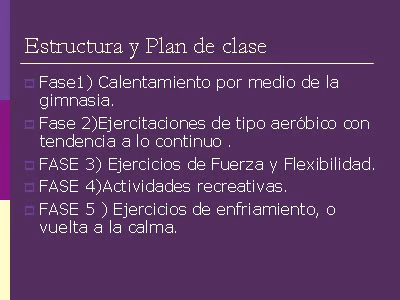 Estructura y Plan de clase
Fase1) Calentamiento por medio de la
gimnasia.
Fase 2)Ejercitaciones de tipo aeróbico con
tendencia a lo continuo .
FASE 3) Ejercicios de Fuerza y Flexibilidad.
FASE 4)Actividades recreativas.
FASE 5 ) Ejercicios de enfriamiento, o
vuelta a la calma.